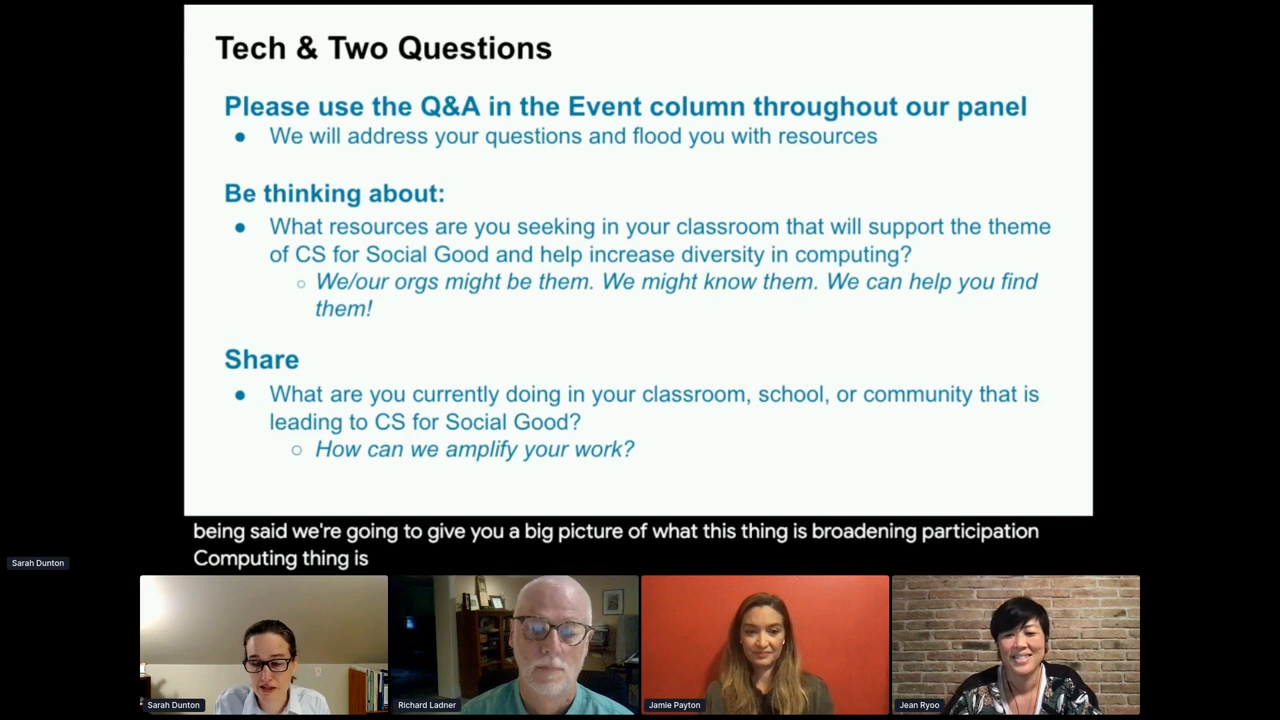 Tech & Two Questions
Please use the Q&A in the Event column throughout our panel
● We will address your questions and flood you with resources
Be thinking about:
● What resources are you seeking in your classroom that will support the theme
of CS for Social Good and help increase diversity in computing?
○ We/our orgs might be them. We might know them. We can help you find
them!
Share
● What are you currently doing in your classroom, school, or community that is
leading to CS for Social Good?
○ How can we amplify your work?
being said we're going to give you a big picture of what this thing is broadening participation
Computing thing is
Sarah Dunton
Sarah Dunton
Richard Ladner
Jamie Payton
Jean Ryoo